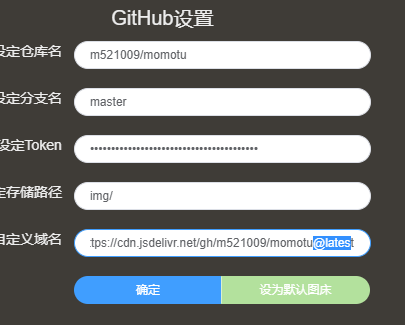 GitHub设置
设定仓库名 m521009/momotu
设定分支名 master
设定Token ••••••••••••••••••••••••••••••••••••••••
定存储路径 img/
自定义域名 tps://cdn.jsdelivr.net/gh/m521009/momotu@latest
确定 设为默认图床